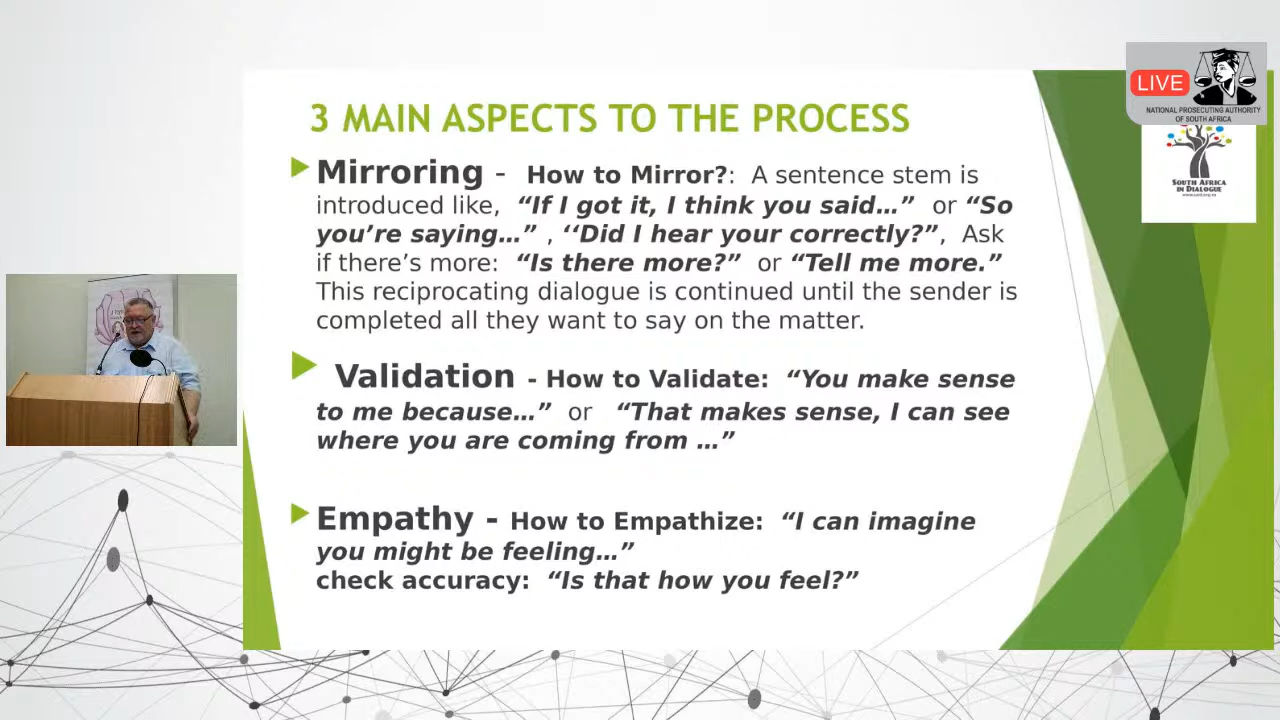 LIVE
NATIONAL PROSECUTING AUTHORITY
OF SOUTH AFRICA
SOUTH AFRICA
IN DIALOGUE
3 MAIN ASPECTS TO THE PROCESS
Mirroring - How to Mirror?: A sentence stem is
introduced like, “If I got it, I think you said…” or “So
you’re saying…” , ‘‘Did I hear your correctly?”, Ask
if there’s more: “Is there more?” or “Tell me more.”
This reciprocating dialogue is continued until the sender is
completed all they want to say on the matter.
Validation - How to Validate: “You make sense
to me because…” or “That makes sense, I can see
where you are coming from …”
Empathy - How to Empathize: “I can imagine
you might be feeling…”
check accuracy: “Is that how you feel?”